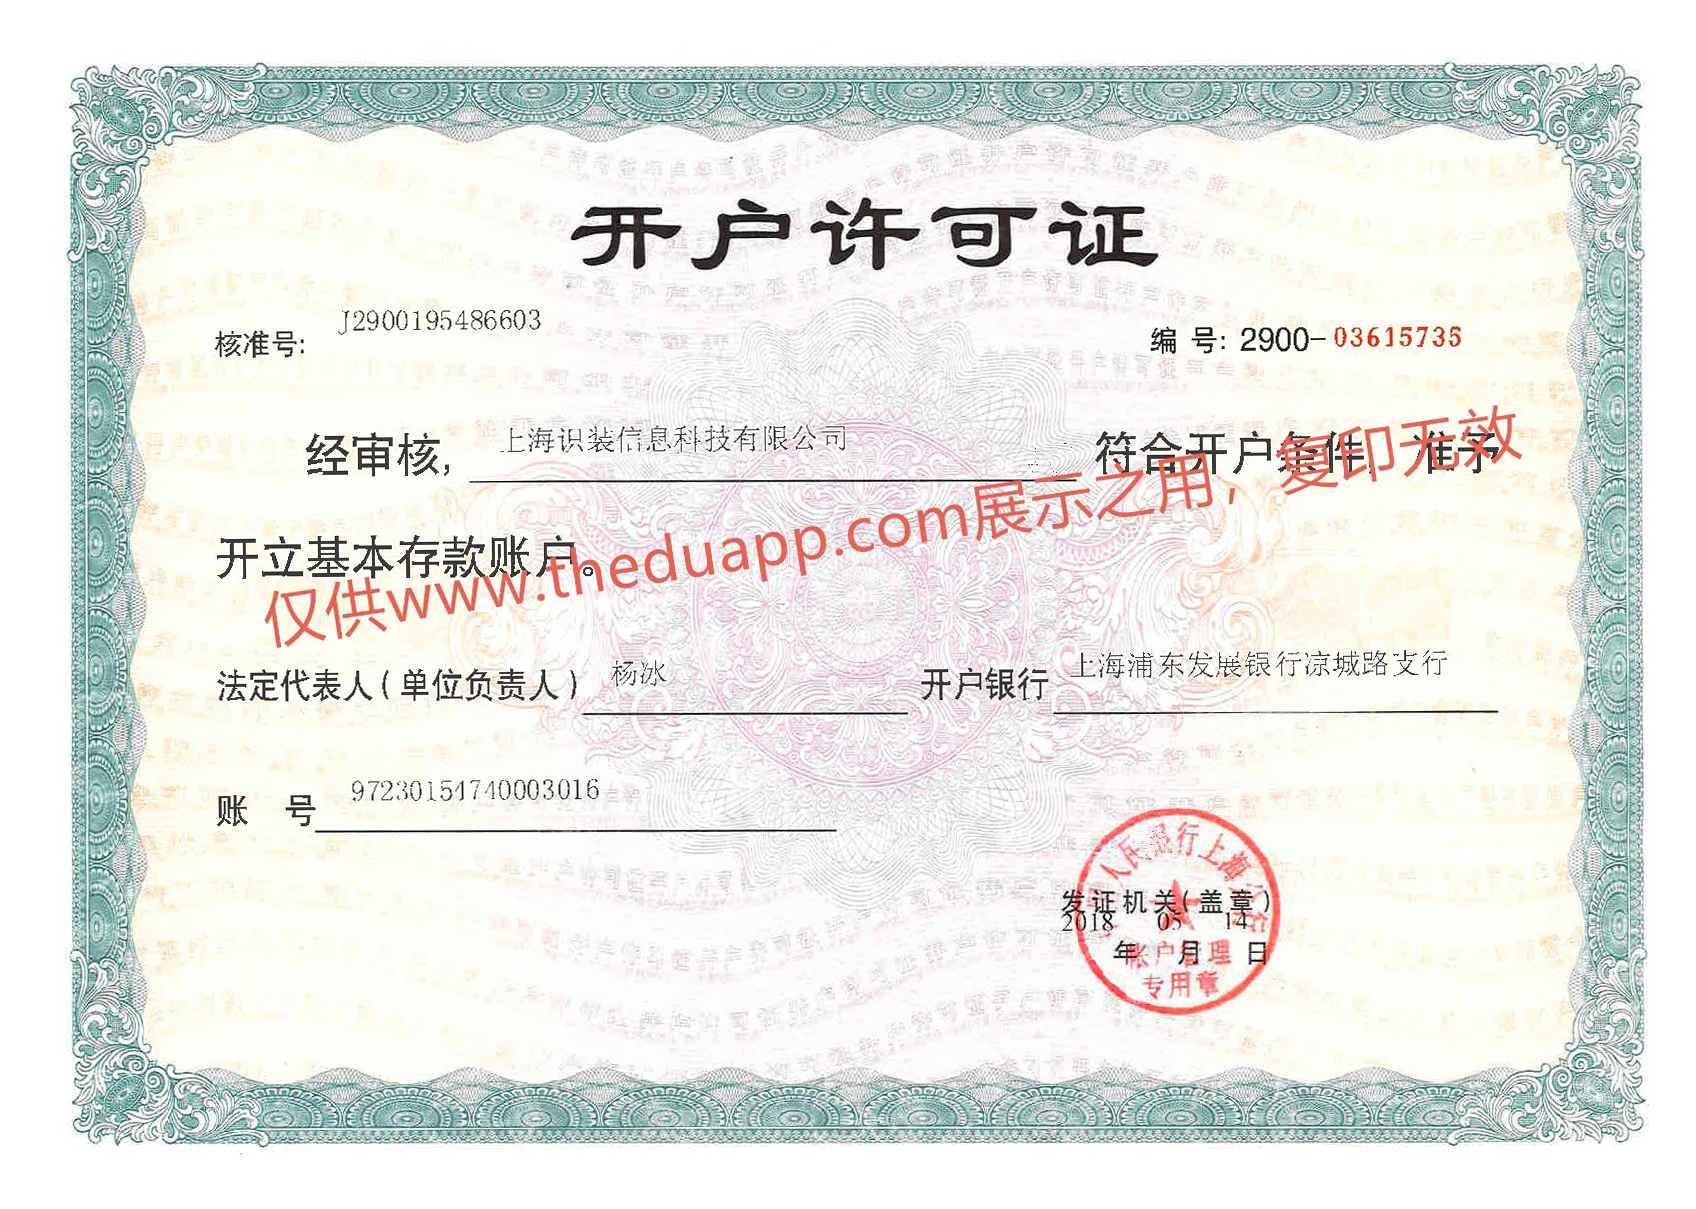 开户许可证
核准号: J2900195486603
编 号: 2900-03615735
经审核, 上海识装信息科技有限公司 符合开户条件 准予
开立基本存款账户。
仅供www.theduapp.com展示之用，复印无效
法定代表人(单位负责人) 杨冰 开户银行 上海浦东发展银行凉城路支行
账 号 97230154740003016
人民银行上海
发证机关(盖章)
2018 05 14
年 月 日
账户管理
专用章